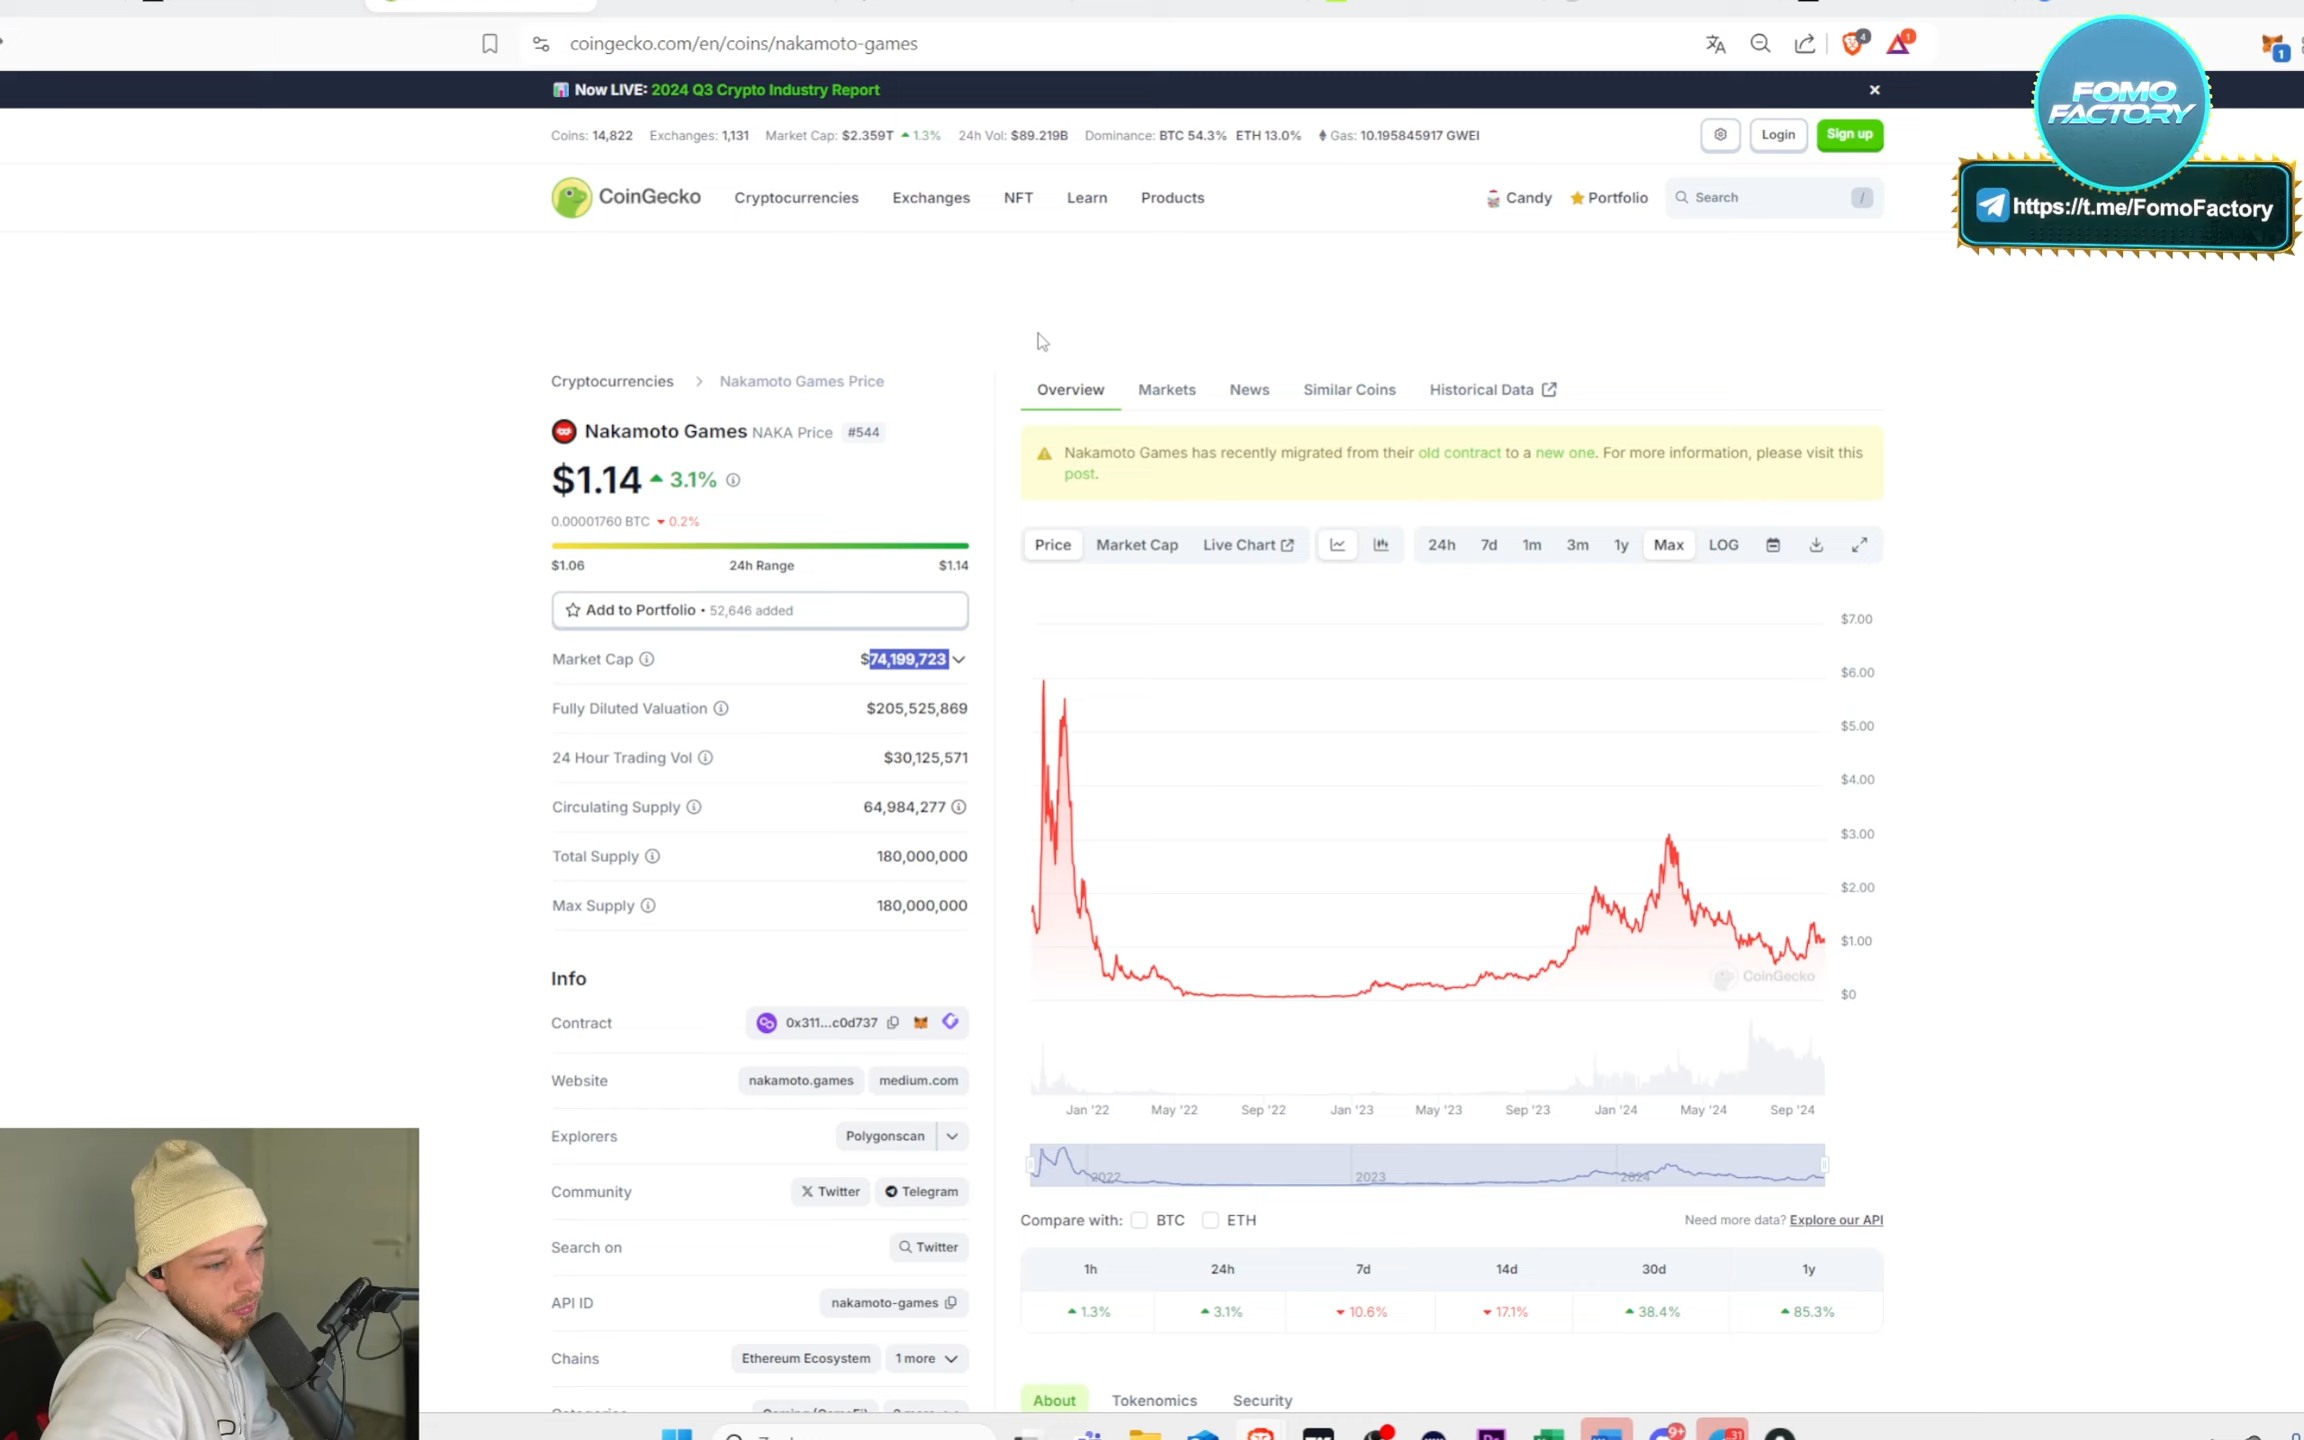 coingecko.com/en/coins/nakamoto-games
4
1
1
FOMO
FACTORY
https://t.me/FomoFactory
Now LIVE: 2024 Q3 Crypto Industry Report
Coins: 14,822 Exchanges: 1,131 Market Cap: $2.359T 1.3% 24h Vol: $89.219B Dominance: BTC 54.3% ETH 13.0% Gas: 10.195845917 GWEI
Login
Sign up
CoinGecko
Cryptocurrencies Exchanges NFT Learn Products
Candy Portfolio Search /
Cryptocurrencies > Nakamoto Games Price
Nakamoto Games NAKA Price #544
$1.14 3.1%
0.00001760 BTC 0.2%
$1.06 24h Range $1.14
Add to Portfolio • 52,646 added
Market Cap $74,199,723
Fully Diluted Valuation $205,525,869
24 Hour Trading Vol $30,125,571
Circulating Supply 64,984,277
Total Supply 180,000,000
Max Supply 180,000,000
Info
Contract 0x311...c0d737
Website nakamoto.games medium.com
Explorers Polygonscan
Community Twitter Telegram
Search on Twitter
API ID nakamoto-games
Chains Ethereum Ecosystem 1 more
Overview Markets News Similar Coins Historical Data
Nakamoto Games has recently migrated from their old contract to a new one. For more information, please visit this
post.
Price Market Cap Live Chart 24h 7d 1m 3m 1y Max LOG
$7.00
$6.00
$5.00
$4.00
$3.00
$2.00
$1.00
$0
CoinGecko
Jan '22 May '22 Sep '22 Jan '23 May '23 Sep '23 Jan '24 May '24 Sep '24
2022 2023 2024
Compare with: BTC ETH
Need more data? Explore our API
1h 24h 7d 14d 30d 1y
1.3% 3.1% 10.6% 17.1% 38.4% 85.3%
About Tokenomics Security
9+
31